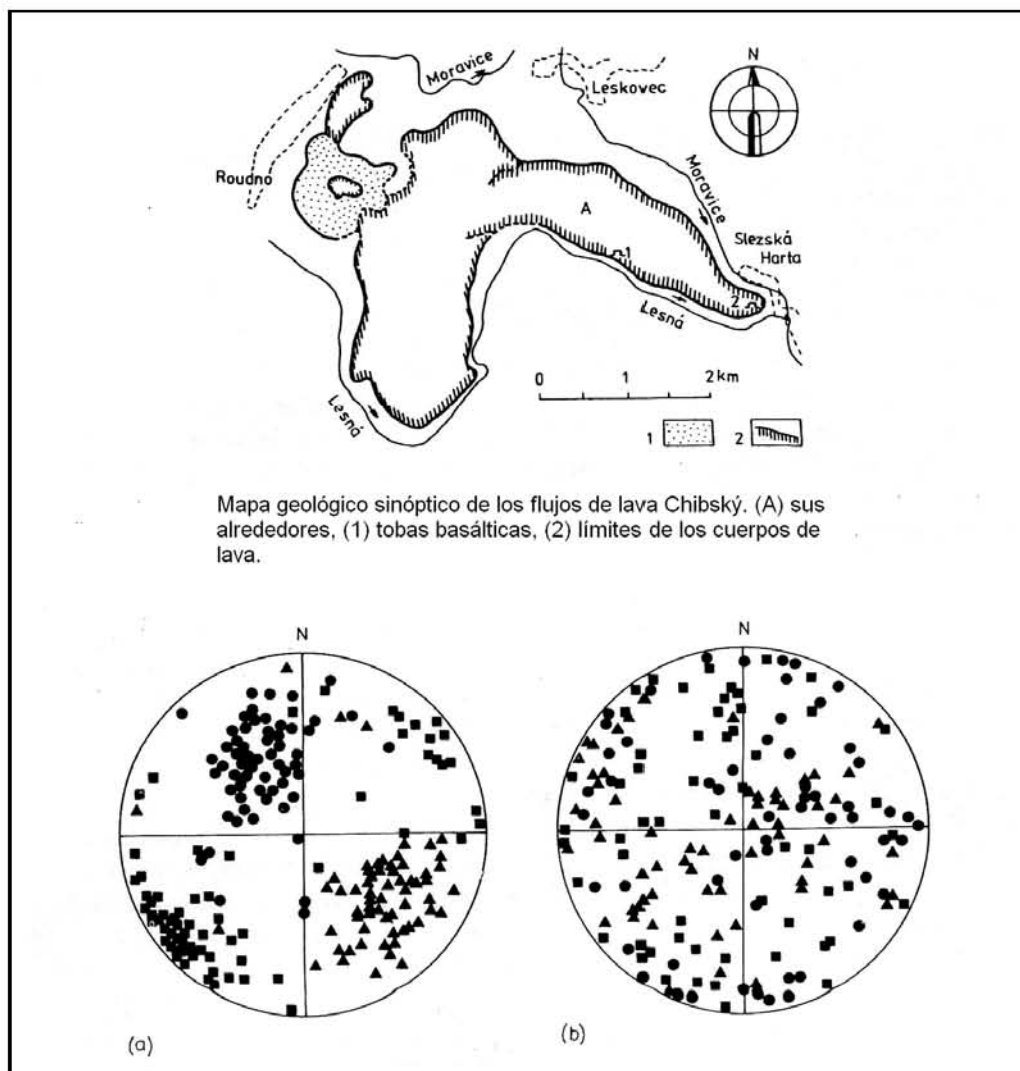 N
Moravice
Leskovec
Roudno
Moravice
A
Slezská
Harta
1
2
Lesná
Lesná
0 1 2 km
1 2
Mapa geológico sinóptico de los flujos de lava Chibský. (A) sus
alrededores, (1) tobas basálticas, (2) límites de los cuerpos de
lava.
N N
(a) (b)